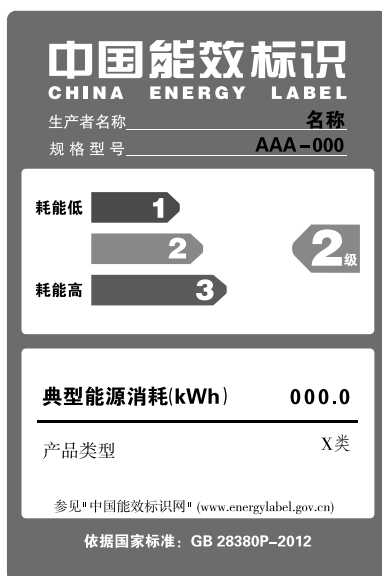 中国能效标识
CHINA ENERGY LABEL
生产者名称 名称
规格型号 AAA-000
耗能低 1
2 2级
耗能高 3
典型能源消耗(kWh) 000.0
产品类型 X类
参见"中国能效标识网" (www.energylabel.gov.cn)
依据国家标准：GB 28380P-2012